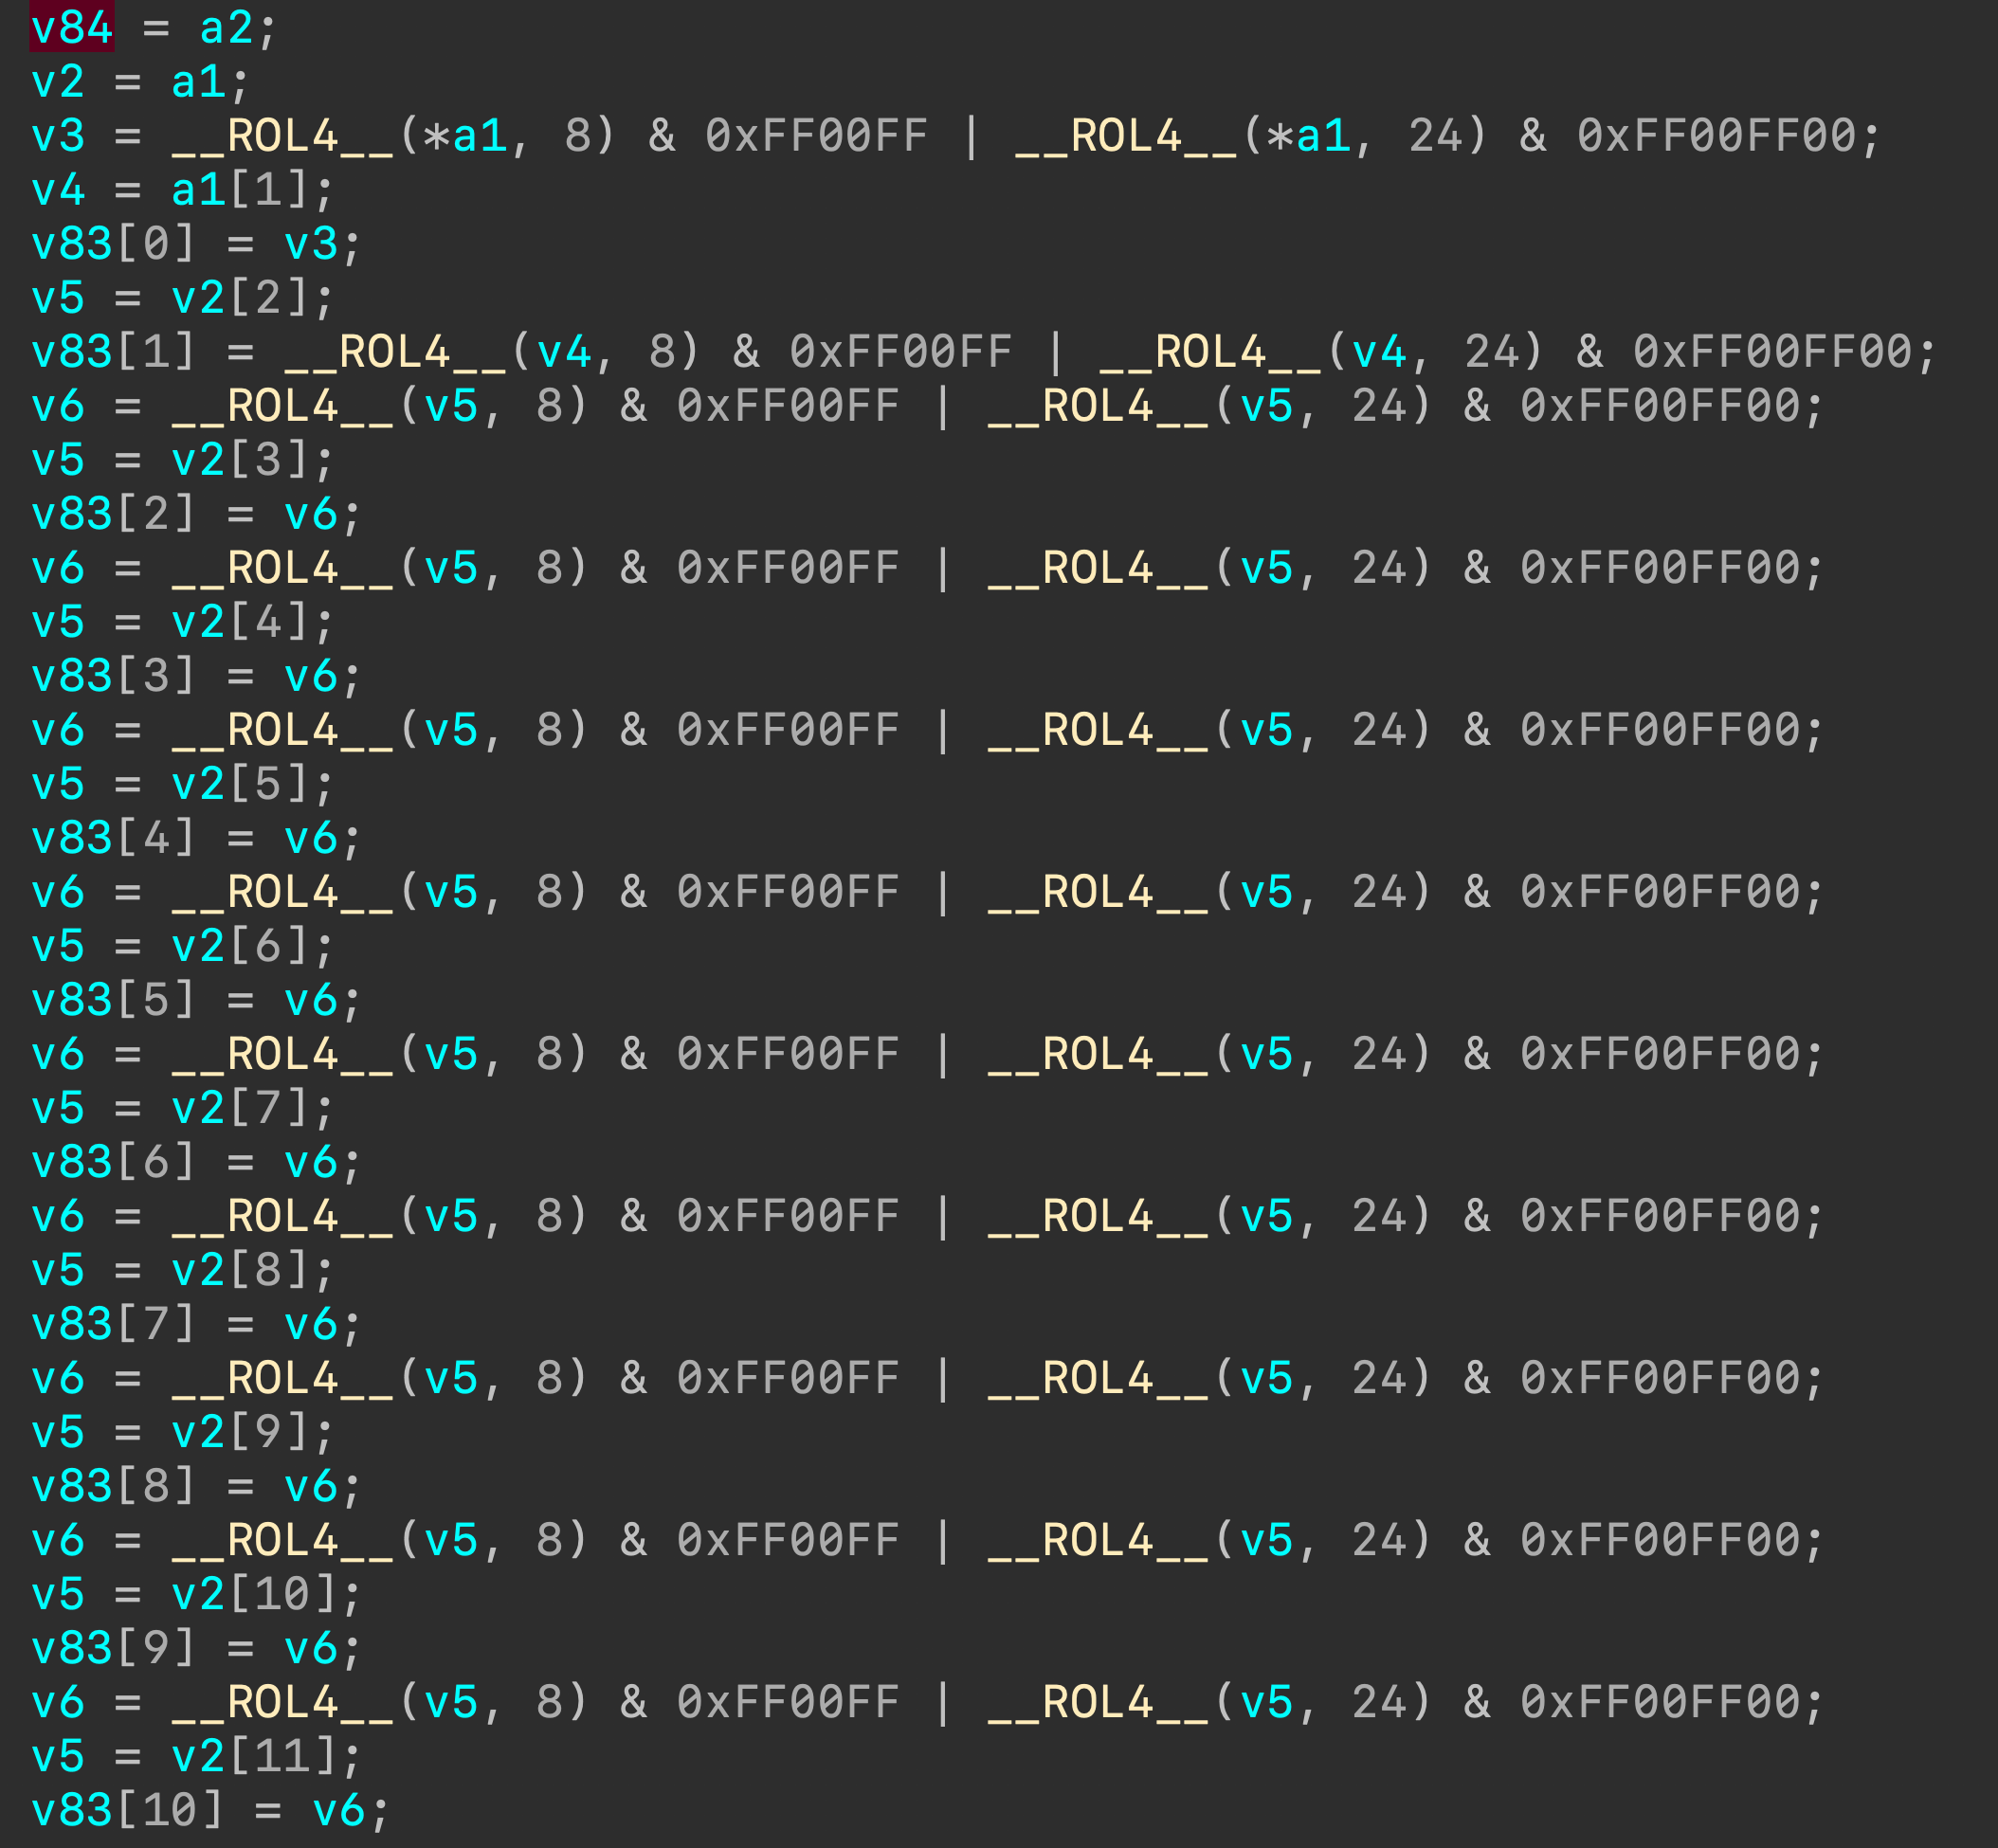 v84 = a2;
v2 = a1;
v3 = __ROL4__(*a1, 8) & 0xFF00FF | __ROL4__(*a1, 24) & 0xFF00FF00;
v4 = a1[1];
v83[0] = v3;
v5 = v2[2];
v83[1] = __ROL4__(v4, 8) & 0xFF00FF | __ROL4__(v4, 24) & 0xFF00FF00;
v6 = __ROL4__(v5, 8) & 0xFF00FF | __ROL4__(v5, 24) & 0xFF00FF00;
v5 = v2[3];
v83[2] = v6;
v6 = __ROL4__(v5, 8) & 0xFF00FF | __ROL4__(v5, 24) & 0xFF00FF00;
v5 = v2[4];
v83[3] = v6;
v6 = __ROL4__(v5, 8) & 0xFF00FF | __ROL4__(v5, 24) & 0xFF00FF00;
v5 = v2[5];
v83[4] = v6;
v6 = __ROL4__(v5, 8) & 0xFF00FF | __ROL4__(v5, 24) & 0xFF00FF00;
v5 = v2[6];
v83[5] = v6;
v6 = __ROL4__(v5, 8) & 0xFF00FF | __ROL4__(v5, 24) & 0xFF00FF00;
v5 = v2[7];
v83[6] = v6;
v6 = __ROL4__(v5, 8) & 0xFF00FF | __ROL4__(v5, 24) & 0xFF00FF00;
v5 = v2[8];
v83[7] = v6;
v6 = __ROL4__(v5, 8) & 0xFF00FF | __ROL4__(v5, 24) & 0xFF00FF00;
v5 = v2[9];
v83[8] = v6;
v6 = __ROL4__(v5, 8) & 0xFF00FF | __ROL4__(v5, 24) & 0xFF00FF00;
v5 = v2[10];
v83[9] = v6;
v6 = __ROL4__(v5, 8) & 0xFF00FF | __ROL4__(v5, 24) & 0xFF00FF00;
v5 = v2[11];
v83[10] = v6;